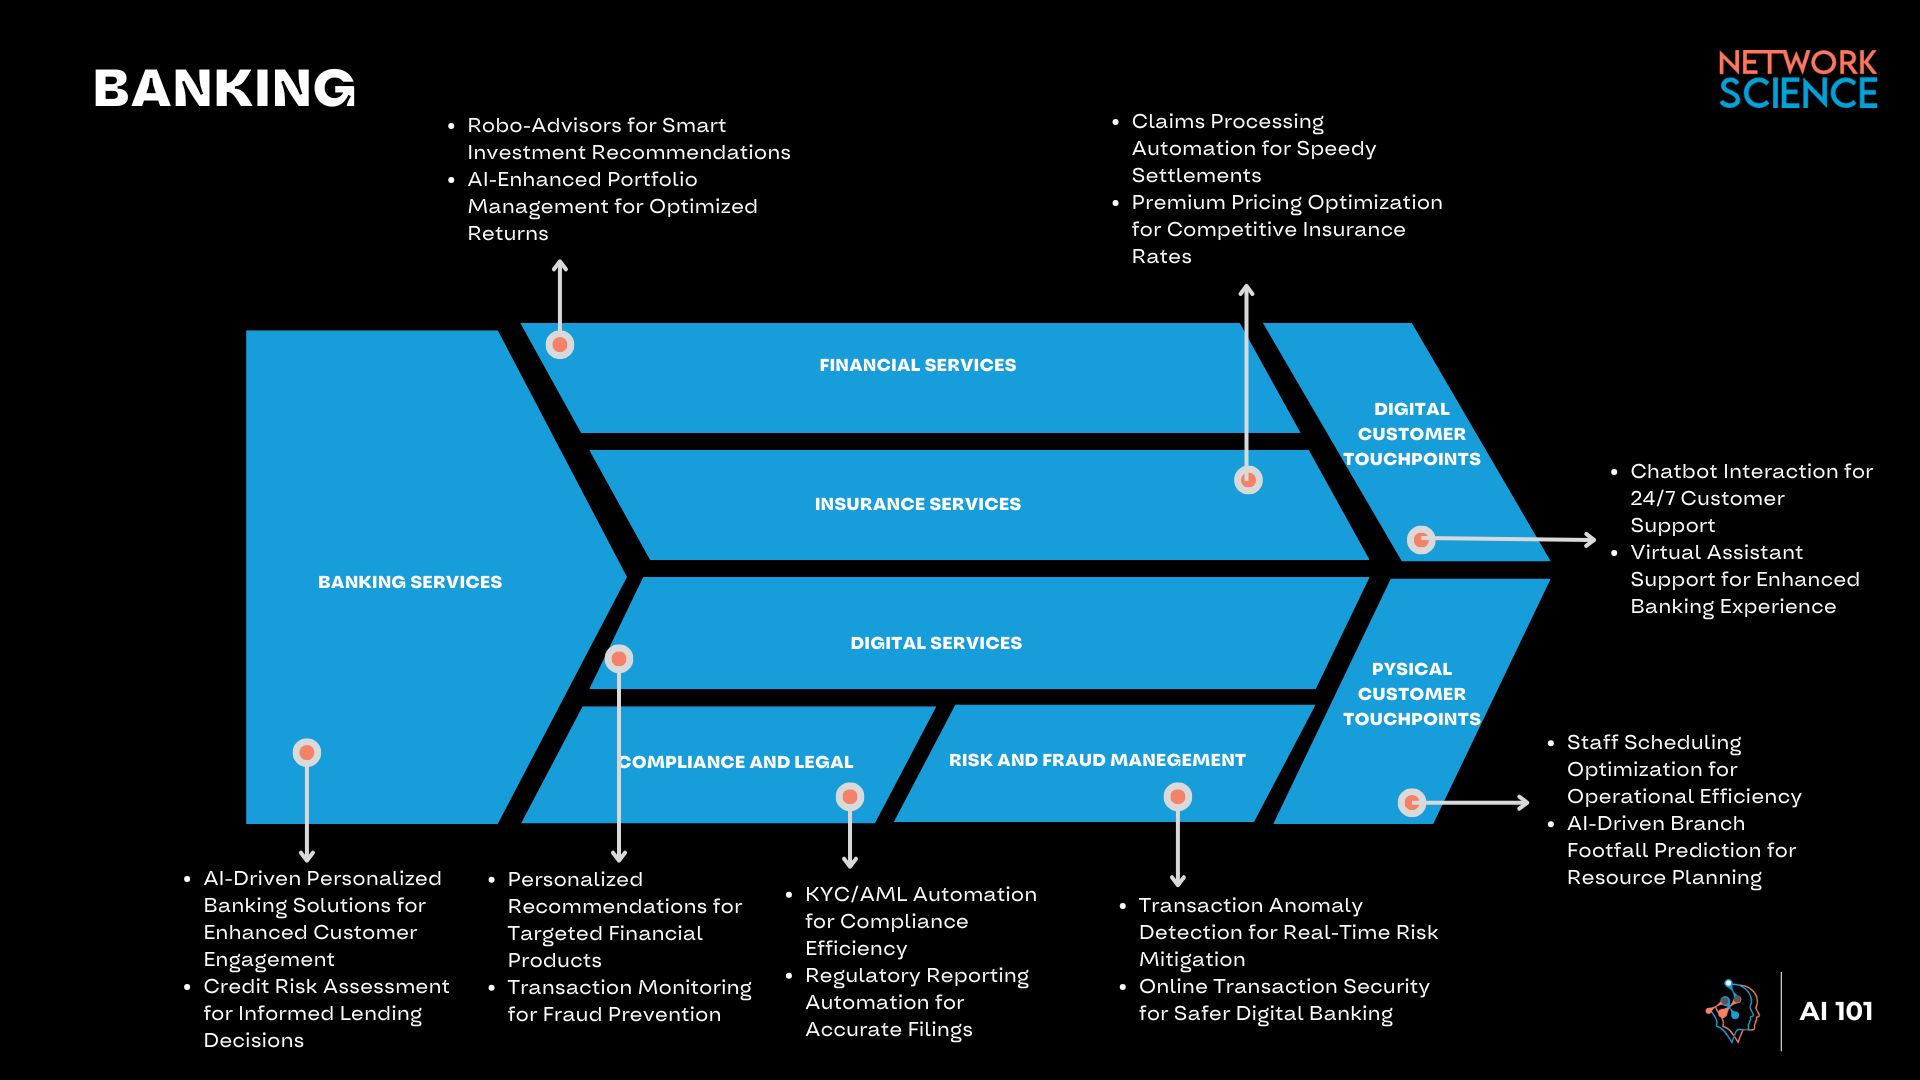 BANKING
NETWORK
SCIENCE
• Robo-Advisors for Smart
Investment Recommendations
• AI-Enhanced Portfolio
Management for Optimized
Returns
• Claims Processing
Automation for Speedy
Settlements
• Premium Pricing Optimization
for Competitive Insurance
Rates
FINANCIAL SERVICES
INSURANCE SERVICES
BANKING SERVICES
DIGITAL SERVICES
COMPLIANCE AND LEGAL
RISK AND FRAUD MANEGEMENT
DIGITAL
CUSTOMER
TOUCHPOINTS
PYSICAL
CUSTOMER
TOUCHPOINTS
• Chatbot Interaction for
24/7 Customer
Support
• Virtual Assistant
Support for Enhanced
Banking Experience
• Staff Scheduling
Optimization for
Operational Efficiency
• AI-Driven Branch
Footfall Prediction for
Resource Planning
• AI-Driven Personalized
Banking Solutions for
Enhanced Customer
Engagement
• Credit Risk Assessment
for Informed Lending
Decisions
• Personalized
Recommendations for
Targeted Financial
Products
• Transaction Monitoring
for Fraud Prevention
• KYC/AML Automation
for Compliance
Efficiency
• Regulatory Reporting
Automation for
Accurate Filings
• Transaction Anomaly
Detection for Real-Time Risk
Mitigation
• Online Transaction Security
for Safer Digital Banking
AI 101